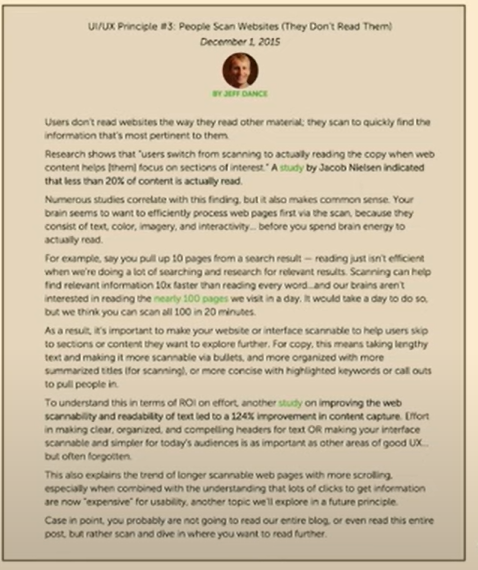 UI/UX Principle #3: People Scan Websites (They Don't Read Them)
December 1, 2015
BY JEFF DANCE
Users don't read websites the way they read other material; they scan to quickly find the
information that's most pertinent to them.
Research shows that "users switch from scanning to actually reading the copy when web
content helps [them] focus on sections of interest." A study by Jacob Nielsen indicated
that less than 20% of content is actually read.
Numerous studies correlate with this finding, but it also makes common sense. Your
brain seems to want to efficiently process web pages first via the scan, because they
consist of text, color, imagery, and interactivity... before you spend brain energy to
actually read.
For example, say you pull up 10 pages from a search result — reading just isn't efficient
when we're doing a lot of searching and research for relevant results. Scanning can help
find relevant information 10x faster than reading every word...and our brains aren't
interested in reading the nearly 100 pages we visit in a day. It would take a day to do so,
but we think you can scan all 100 in 20 minutes.
As a result, it's important to make your website or interface scannable to help users skip
to sections or content they want to explore further. For copy, this means taking lengthy
text and making it more scannable via bullets, and more organized with more
summarized titles (for scanning), or more concise with highlighted keywords or call outs
to pull people in.
To understand this in terms of ROI on effort, another study on improving the web
scannability and readability of text led to a 124% improvement in content capture. Effort
in making clear, organized, and compelling headers for text OR making your interface
scannable and simpler for today's audiences is as important as other areas of good UX...
but often forgotten.
This also explains the trend of longer scannable web pages with more scrolling,
especially when combined with the understanding that lots of clicks to get information
are now "expensive" for usability, another topic we'll explore in a future principle.
Case in point, you probably are not going to read our entire blog, or even read this entire
post, but rather scan and dive in where you want to read further.